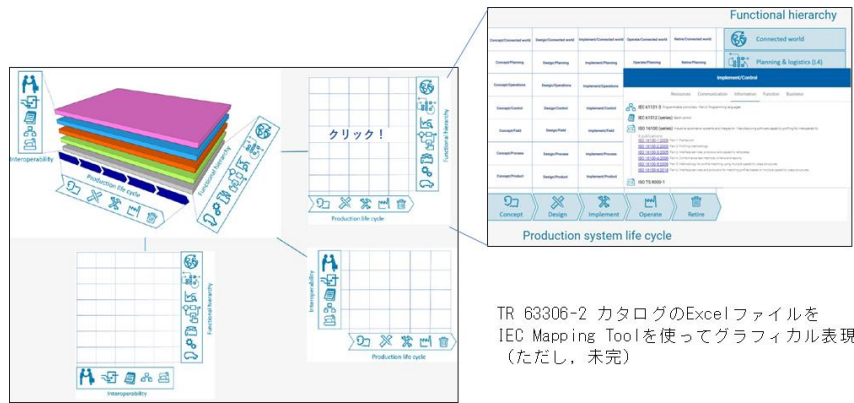 Functional hierarchy
Connected world
Planning & logistics (L4)
Concept/Connected world
Design/Connected world
Implement/Connected world
Operate/Connected world
Retire/Connected world
Concept/Planning
Design/Planning
Implement/Planning
Operate/Planning
Retire/Planning
Concept/Operations
Design/Operations
Implement/Operations
Concept/Control
Design/Control
Implement/Control
Concept/Field
Design/Field
Implement/Field
Concept/Process
Design/Process
Implement/Process
Concept/Product
Design/Product
Implement/Product
Implement/Control
Resources Communication Information Function Business
IEC 61131-3
IEC 61512 (series)
ISO 16100 (series)
ISO 16100-1:2009
ISO TS 8000-1
Concept
Design
Implement
Operate
Retire
Production system life cycle
Interoperability
Production life cycle
Functional hierarchy
クリック！
Functional hierarchy
Production life cycle
Functional hierarchy
Interoperability
Interoperability
Production life cycle
TR 63306-2 カタログのExcelファイルを
IEC Mapping Toolを使ってグラフィカル表現
（ただし，未完）